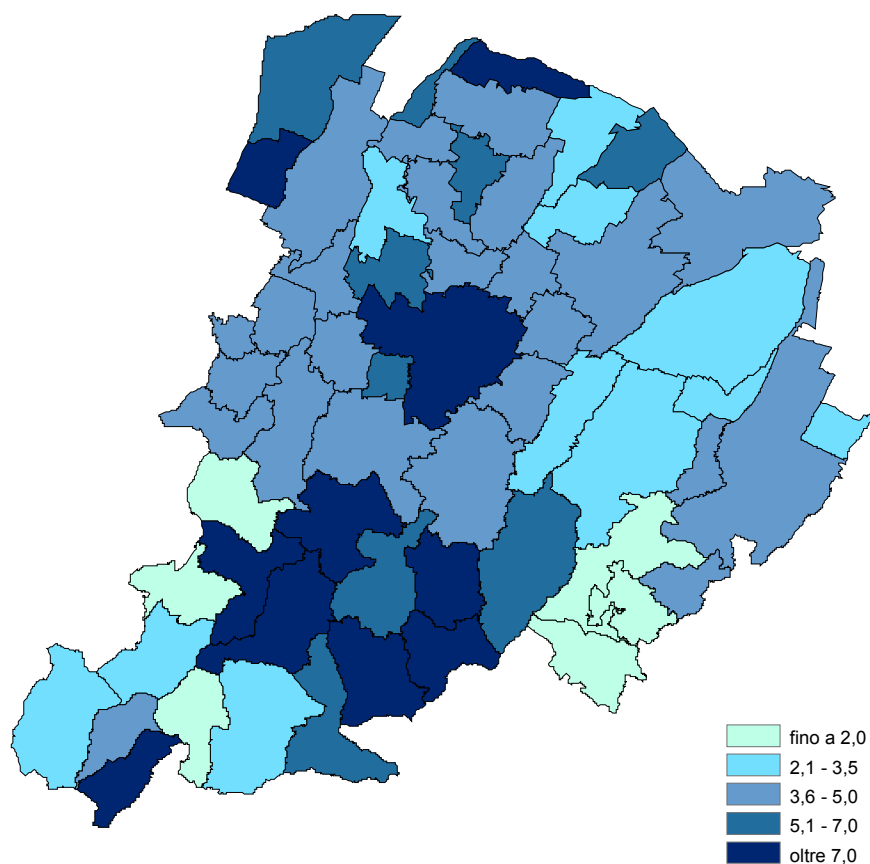 fino a 2,0
2,1 - 3,5
3,6 - 5,0
5,1 - 7,0
oltre 7,0